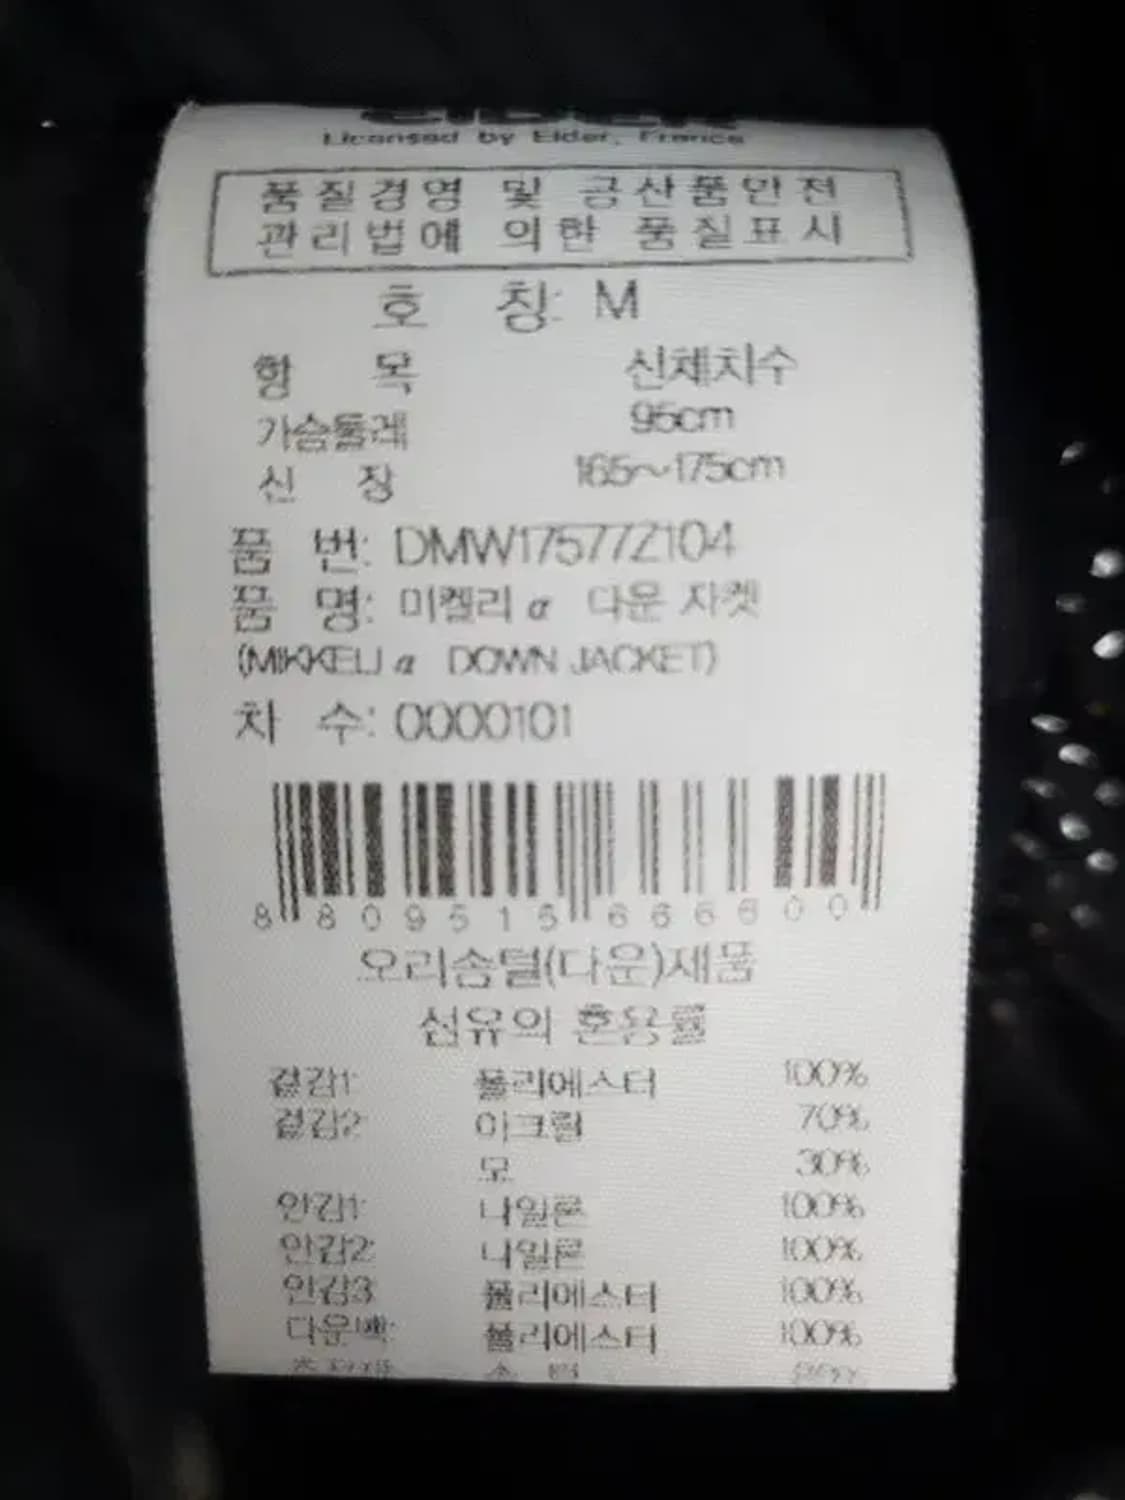 Licensed by Eider, France
품질경영 및 공산품안전
관리법에 의한 품질표시
호 칭: M
항 목 신체치수
가슴둘레 95cm
신 장 165~175cm
품 번: DMW17577Z104
품 명: 미켈리 α 다운 자켓
(MIKKELI α DOWN JACKET)
차 수: 0000101
8 809515 666600
오리솜털(다운)제품
섬유의 혼용률
겉감1: 폴리에스터 100%
겉감2: 아크릴 70%
모 30%
안감1: 나일론 100%
안감2: 나일론 100%
안감3: 폴리에스터 100%
다운백: 폴리에스터 100%